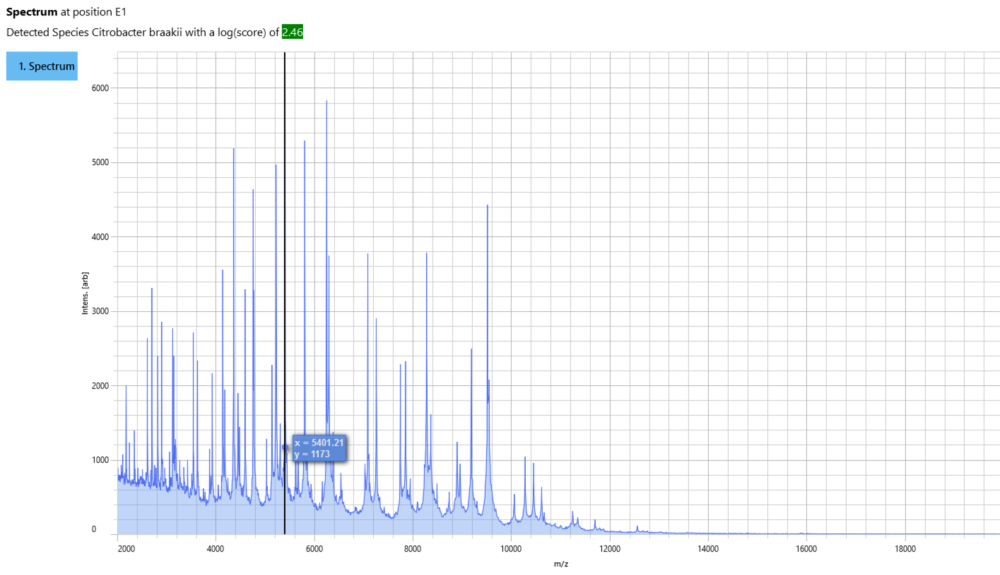 Spectrum at position E1
Detected Species Citrobacter braakii with a log(score) of 2.46
1. Spectrum
6000
5000
4000
3000
2000
1000
0
Intens. [arb]
x = 5401.21
y = 1173
2000 4000 6000 8000 10000 12000 14000 16000 18000
m/z